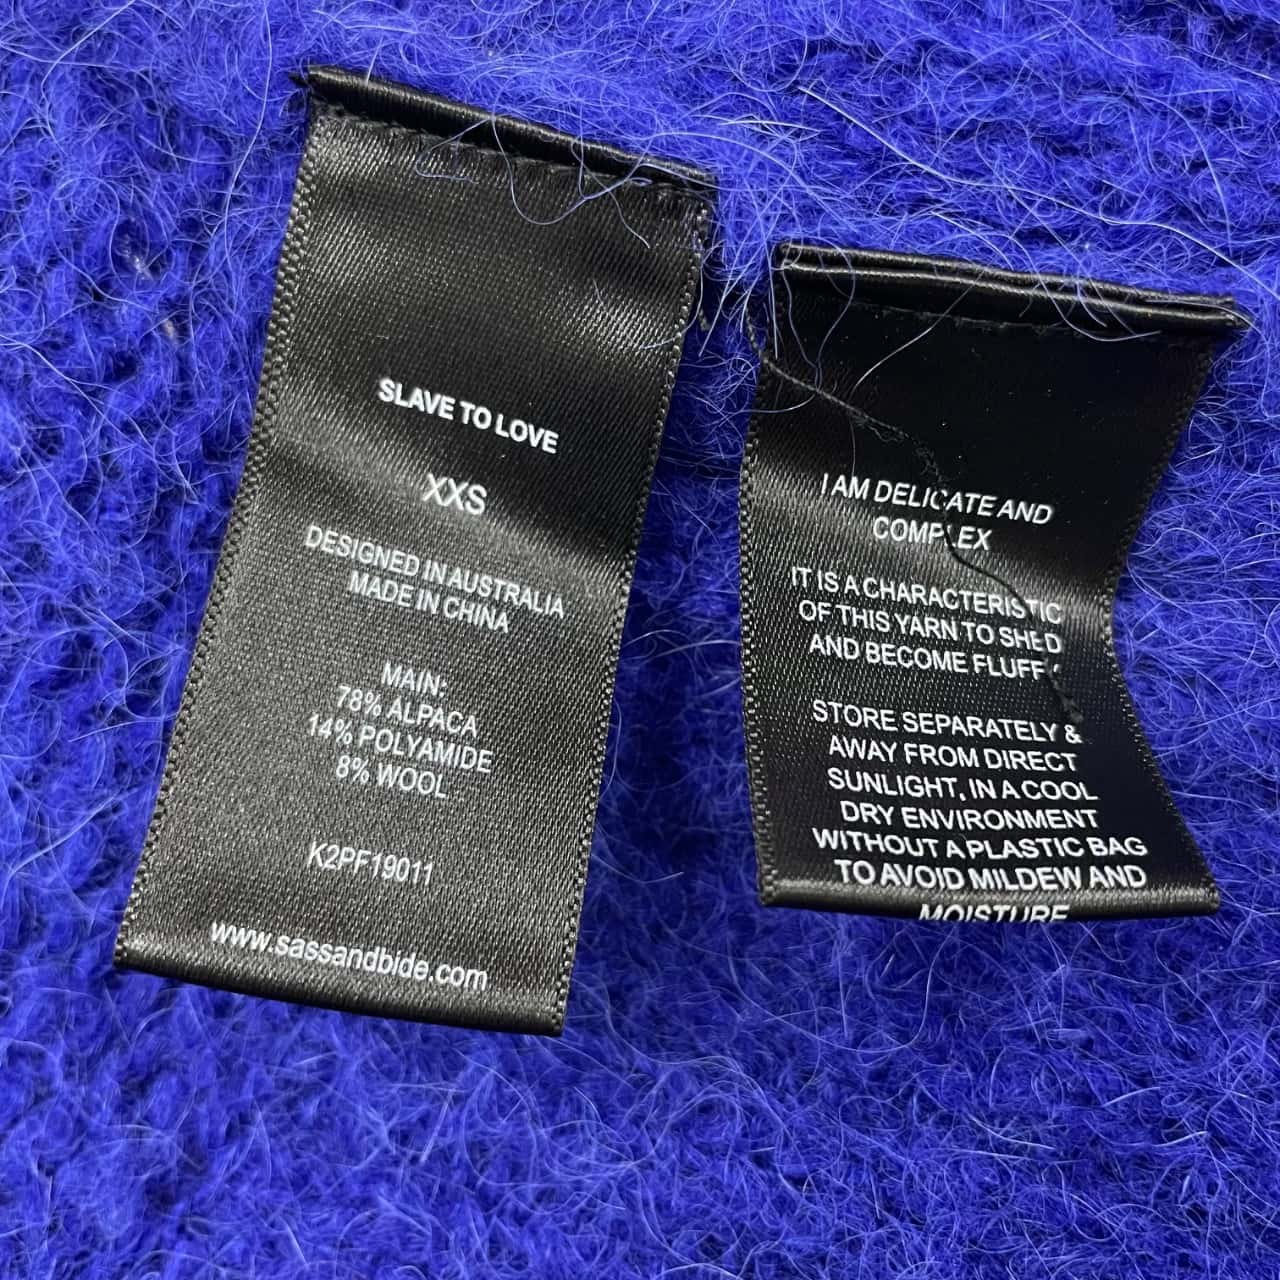 SLAVE TO LOVE
XXS
DESIGNED IN AUSTRALIA
MADE IN CHINA
MAIN:
78% ALPACA
14% POLYAMIDE
8% WOOL
K2PF19011
www.sassandbide.com
I AM DELICATE AND
COMPLEX
IT IS A CHARACTERISTIC
OF THIS YARN TO SHED
AND BECOME FLUFFY
STORE SEPARATELY &
AWAY FROM DIRECT
SUNLIGHT, IN A COOL
DRY ENVIRONMENT
WITHOUT A PLASTIC BAG
TO AVOID MILDEW AND
MOISTURE